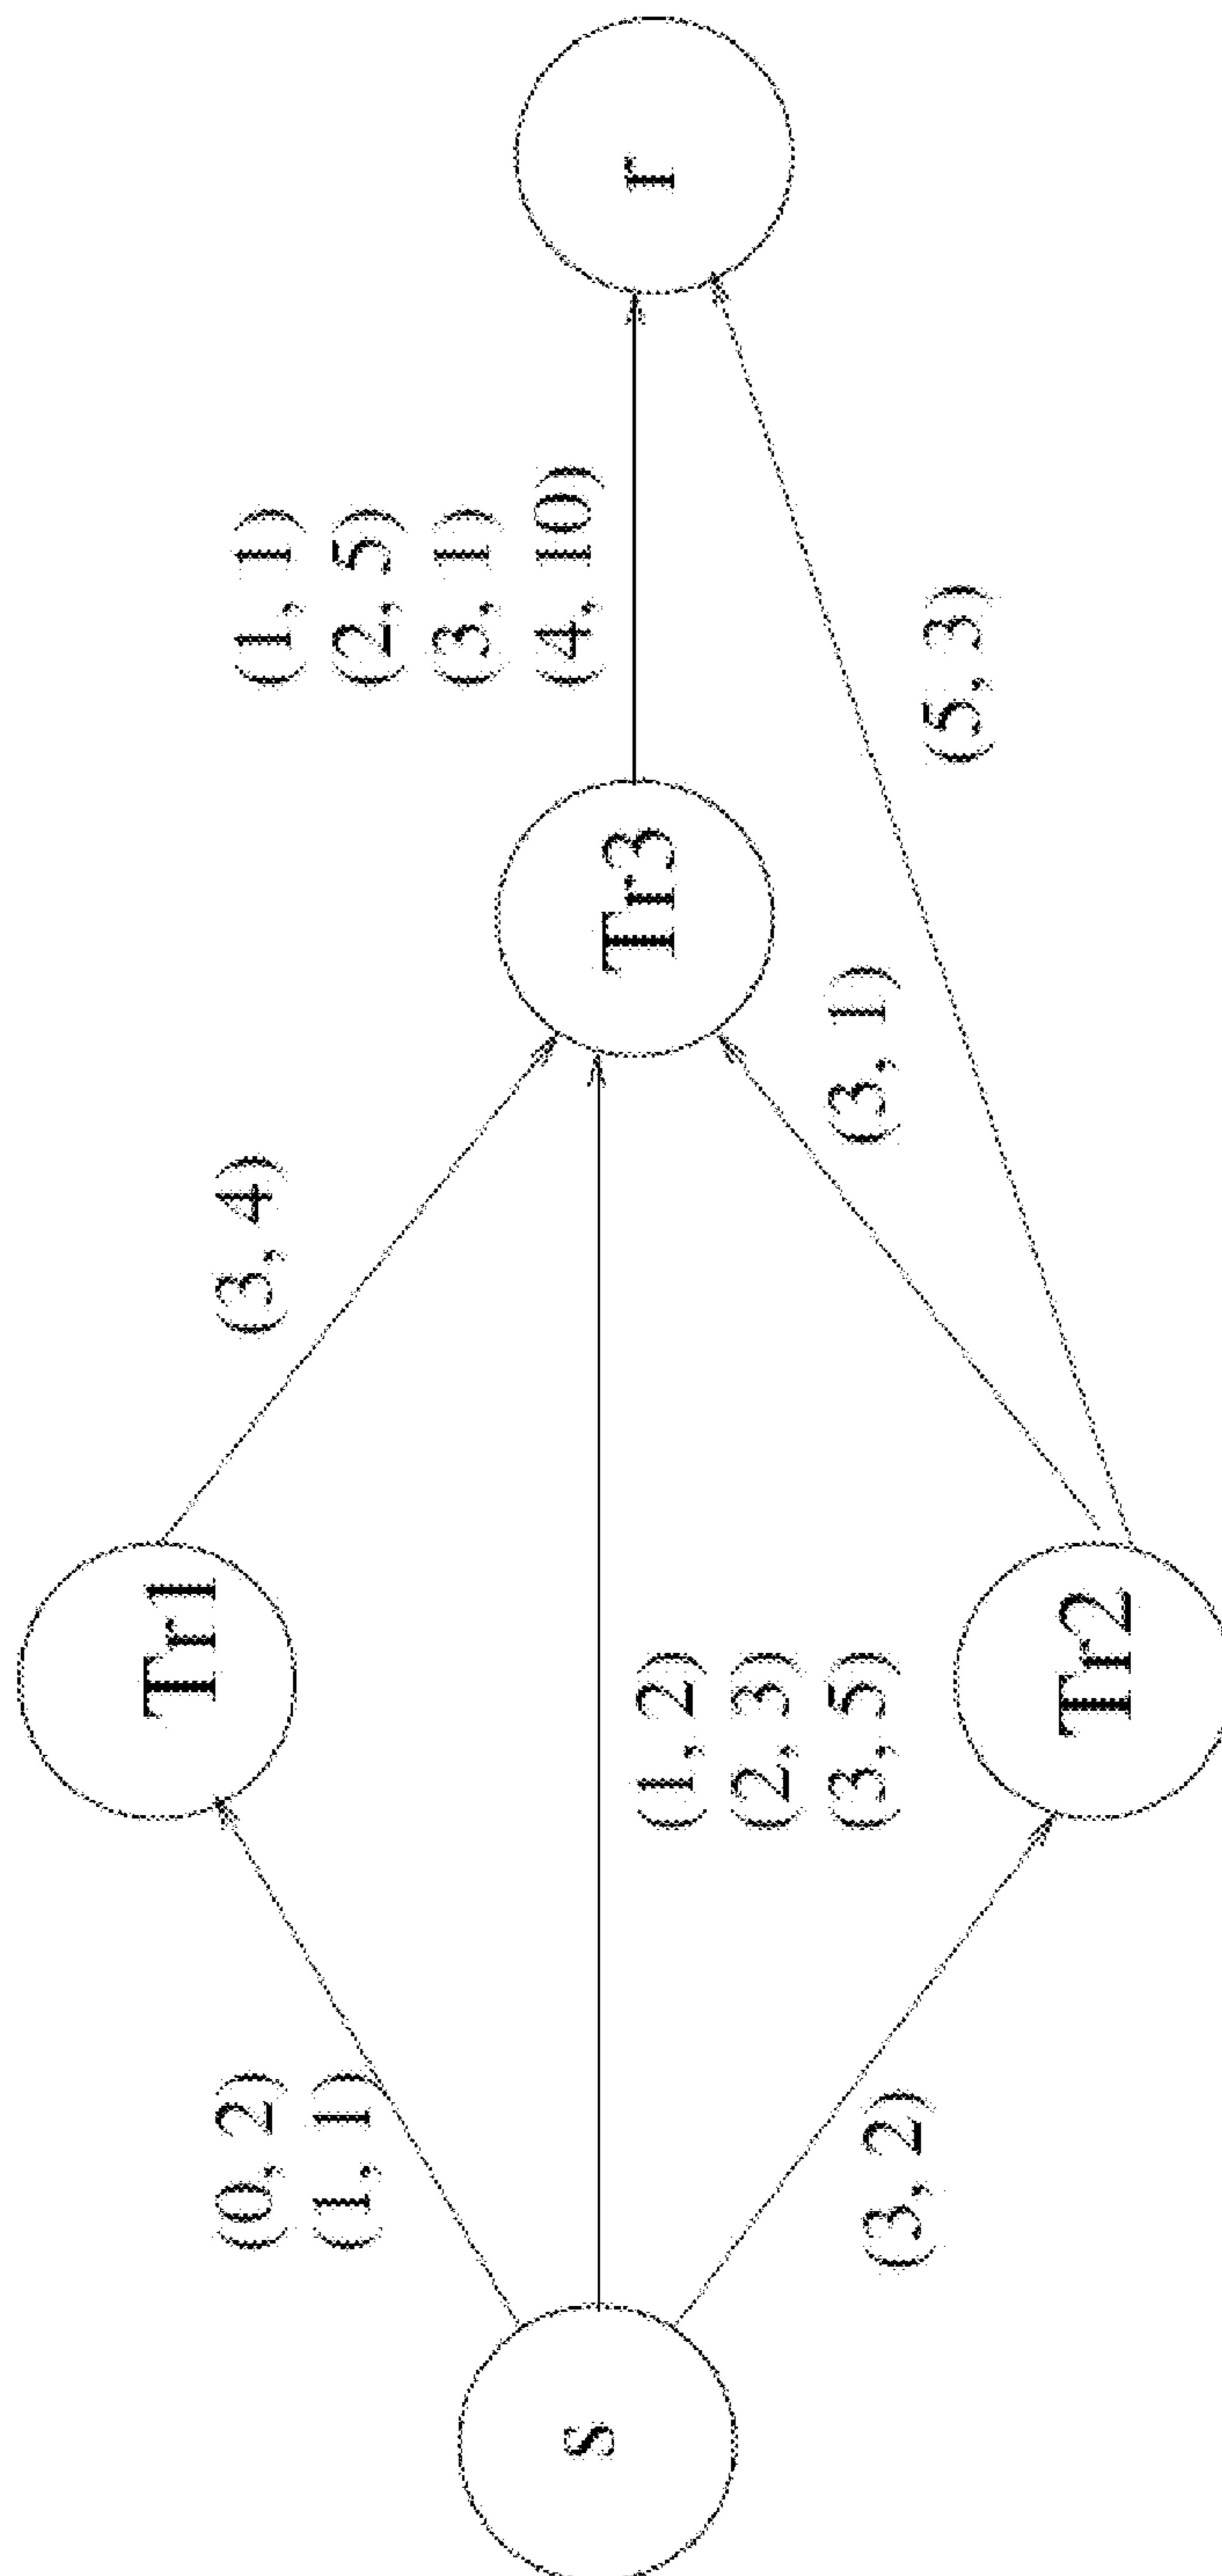 Tr1
(0, 2)
(1, 1)
(3, 4)
(1, 1)
(2, 5)
(3, 1)
(4, 10)
s
Tr3
r
(1, 2)
(2, 3)
(3, 5)
(3, 2)
(3, 1)
(5, 3)
Tr2